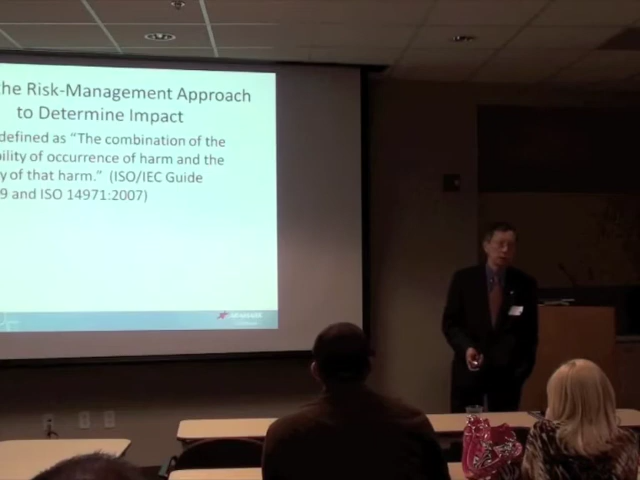 the Risk-Management Approach
to Determine Impact
defined as “The combination of the
bility of occurrence of harm and the
y of that harm.” (ISO/IEC Guide
9 and ISO 14971:2007)